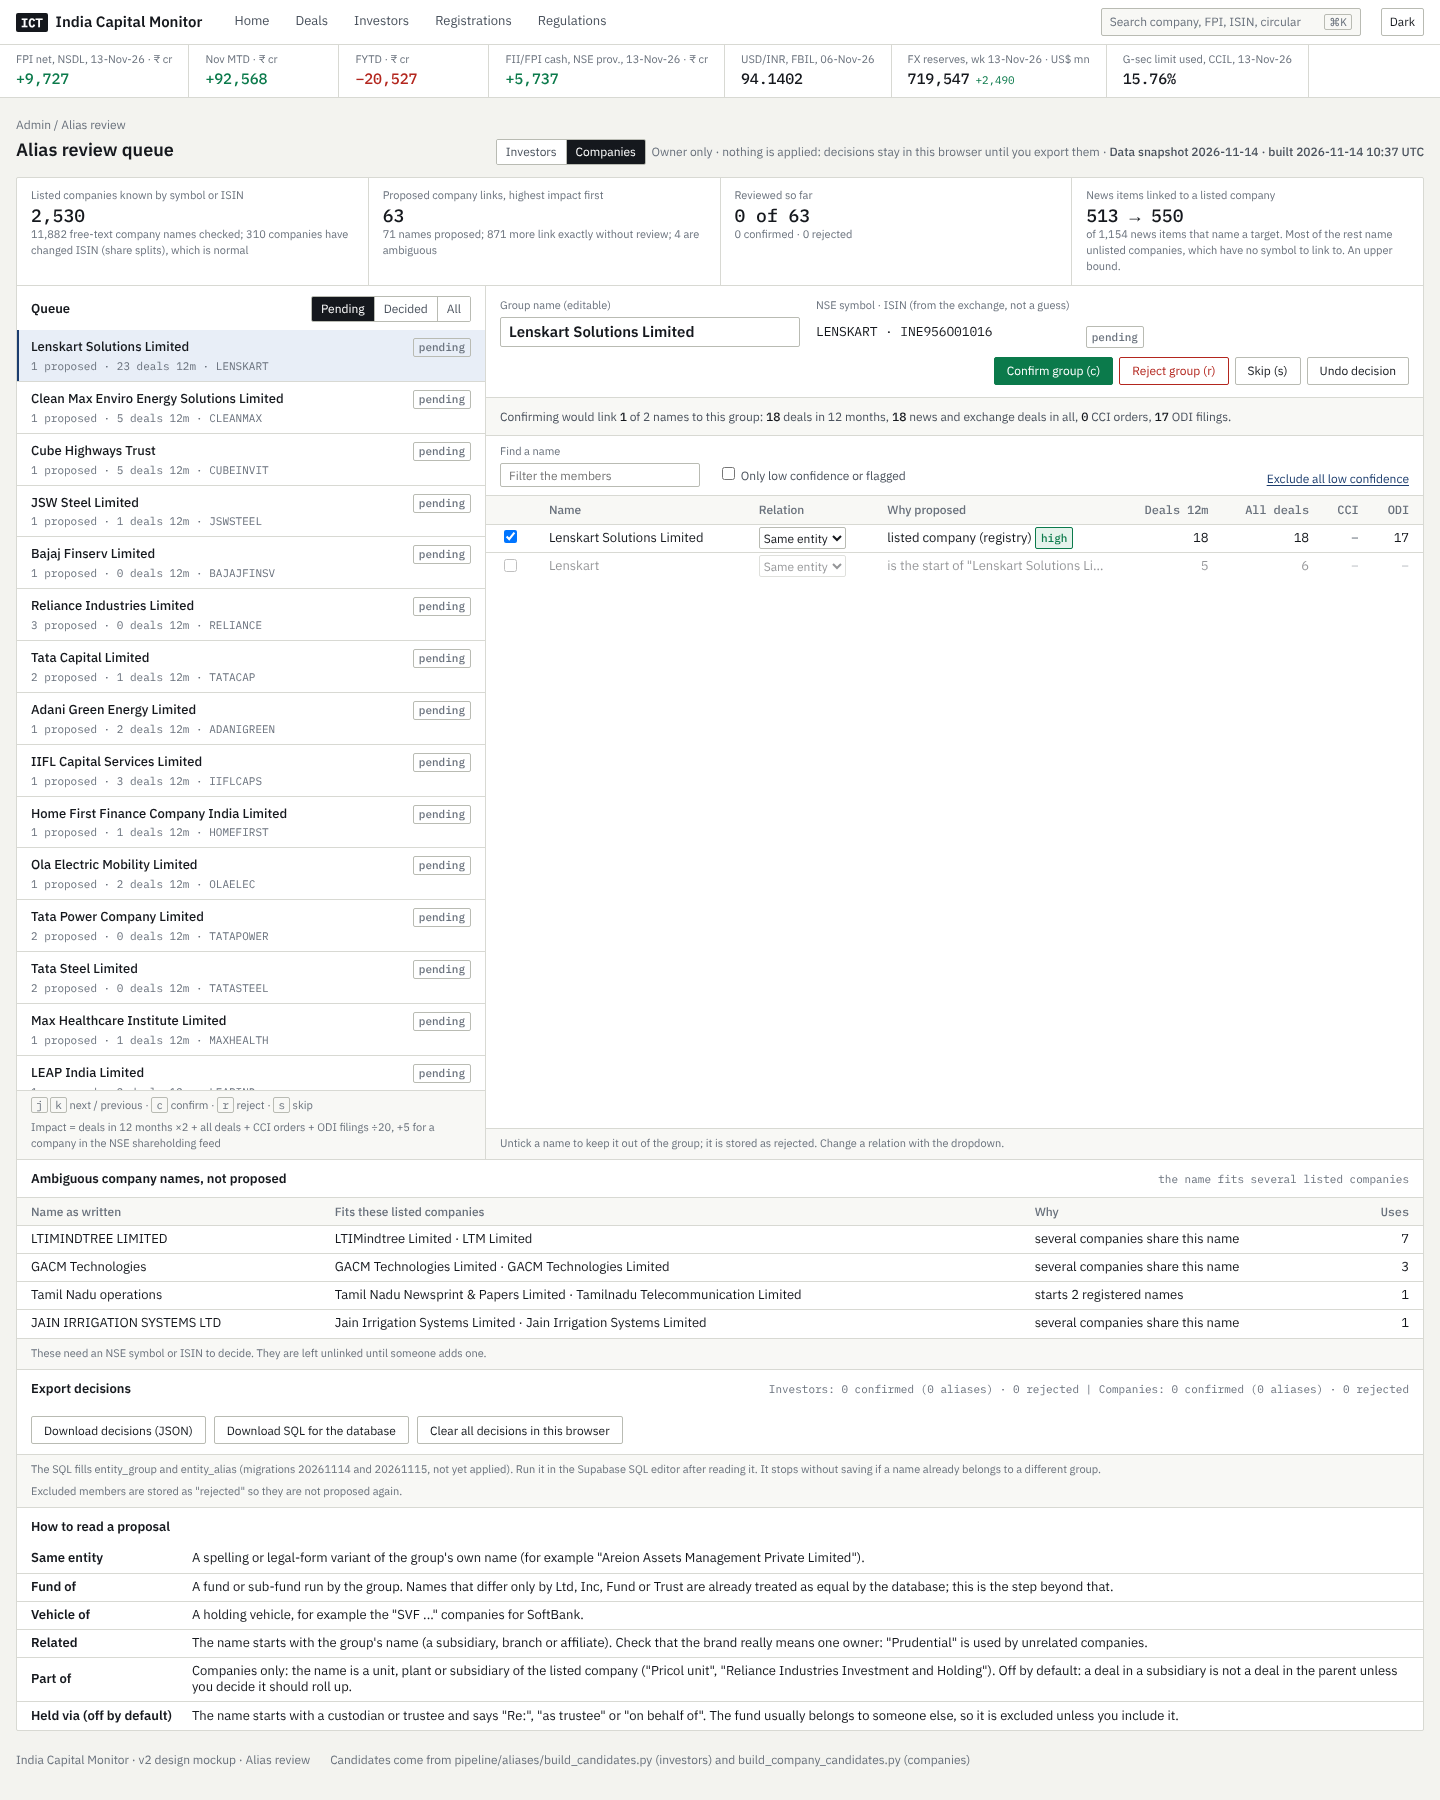 ICT India Capital Monitor Home Deals Investors Registrations Regulations Search company, FPI, ISIN, circular ⌘K Dark
FPI net, NSDL, 13-Nov-26 · ₹ cr
+9,727
Nov MTD · ₹ cr
+92,568
FYTD · ₹ cr
−20,527
FII/FPI cash, NSE prov., 13-Nov-26 · ₹ cr
+5,737
USD/INR, FBIL, 06-Nov-26
94.1402
FX reserves, wk 13-Nov-26 · US$ mn
719,547 +2,490
G-sec limit used, CCIL, 13-Nov-26
15.76%
Admin / Alias review
Alias review queue
Investors Companies Owner only · nothing is applied: decisions stay in this browser until you export them · Data snapshot 2026-11-14 · built 2026-11-14 10:37 UTC
Listed companies known by symbol or ISIN
2,530
11,882 free-text company names checked; 310 companies have
changed ISIN (share splits), which is normal
Proposed company links, highest impact first
63
71 names proposed; 871 more link exactly without review; 4 are
ambiguous
Reviewed so far
0 of 63
0 confirmed · 0 rejected
News items linked to a listed company
513 → 550
of 1,154 news items that name a target. Most of the rest name
unlisted companies, which have no symbol to link to. An upper
bound.
Queue Pending Decided All
Lenskart Solutions Limited pending
1 proposed · 23 deals 12m · LENSKART
Clean Max Enviro Energy Solutions Limited pending
1 proposed · 5 deals 12m · CLEANMAX
Cube Highways Trust pending
1 proposed · 5 deals 12m · CUBEINVIT
JSW Steel Limited pending
1 proposed · 1 deals 12m · JSWSTEEL
Bajaj Finserv Limited pending
1 proposed · 0 deals 12m · BAJAJFINSV
Reliance Industries Limited pending
3 proposed · 0 deals 12m · RELIANCE
Tata Capital Limited pending
2 proposed · 1 deals 12m · TATACAP
Adani Green Energy Limited pending
1 proposed · 2 deals 12m · ADANIGREEN
IIFL Capital Services Limited pending
1 proposed · 3 deals 12m · IIFLCAPS
Home First Finance Company India Limited pending
1 proposed · 1 deals 12m · HOMEFIRST
Ola Electric Mobility Limited pending
1 proposed · 2 deals 12m · OLAELEC
Tata Power Company Limited pending
2 proposed · 0 deals 12m · TATAPOWER
Tata Steel Limited pending
2 proposed · 0 deals 12m · TATASTEEL
Max Healthcare Institute Limited pending
1 proposed · 1 deals 12m · MAXHEALTH
LEAP India Limited pending
j k next / previous · c confirm · r reject · s skip
Impact = deals in 12 months ×2 + all deals + CCI orders + ODI filings ÷20, +5 for a
company in the NSE shareholding feed
Group name (editable)
Lenskart Solutions Limited
NSE symbol · ISIN (from the exchange, not a guess)
LENSKART · INE956O01016
pending
Confirm group (c) Reject group (r) Skip (s) Undo decision
Confirming would link 1 of 2 names to this group: 18 deals in 12 months, 18 news and exchange deals in all, 0 CCI orders, 17 ODI filings.
Find a name
Filter the members Only low confidence or flagged Exclude all low confidence
Name Relation Why proposed Deals 12m All deals CCI ODI
Lenskart Solutions Limited Same entity listed company (registry) high 18 18 – 17
Lenskart Same entity is the start of "Lenskart Solutions Li... 5 6 – –
Untick a name to keep it out of the group; it is stored as rejected. Change a relation with the dropdown.
Ambiguous company names, not proposed the name fits several listed companies
Name as written Fits these listed companies Why Uses
LTIMINDTREE LIMITED LTIMindtree Limited · LTM Limited several companies share this name 7
GACM Technologies GACM Technologies Limited · GACM Technologies Limited several companies share this name 3
Tamil Nadu operations Tamil Nadu Newsprint & Papers Limited · Tamilnadu Telecommunication Limited starts 2 registered names 1
JAIN IRRIGATION SYSTEMS LTD Jain Irrigation Systems Limited · Jain Irrigation Systems Limited several companies share this name 1
These need an NSE symbol or ISIN to decide. They are left unlinked until someone adds one.
Export decisions Investors: 0 confirmed (0 aliases) · 0 rejected | Companies: 0 confirmed (0 aliases) · 0 rejected
Download decisions (JSON) Download SQL for the database Clear all decisions in this browser
The SQL fills entity_group and entity_alias (migrations 20261114 and 20261115, not yet applied). Run it in the Supabase SQL editor after reading it. It stops without saving if a name already belongs to a different group.
Excluded members are stored as "rejected" so they are not proposed again.
How to read a proposal
Same entity A spelling or legal-form variant of the group's own name (for example "Areion Assets Management Private Limited").
Fund of A fund or sub-fund run by the group. Names that differ only by Ltd, Inc, Fund or Trust are already treated as equal by the database; this is the step beyond that.
Vehicle of A holding vehicle, for example the "SVF ..." companies for SoftBank.
Related The name starts with the group's name (a subsidiary, branch or affiliate). Check that the brand really means one owner: "Prudential" is used by unrelated companies.
Part of Companies only: the name is a unit, plant or subsidiary of the listed company ("Pricol unit", "Reliance Industries Investment and Holding"). Off by default: a deal in a subsidiary is not a deal in the parent unless
you decide it should roll up.
Held via (off by default) The name starts with a custodian or trustee and says "Re:", "as trustee" or "on behalf of". The fund usually belongs to someone else, so it is excluded unless you include it.
India Capital Monitor · v2 design mockup · Alias review Candidates come from pipeline/aliases/build_candidates.py (investors) and build_company_candidates.py (companies)